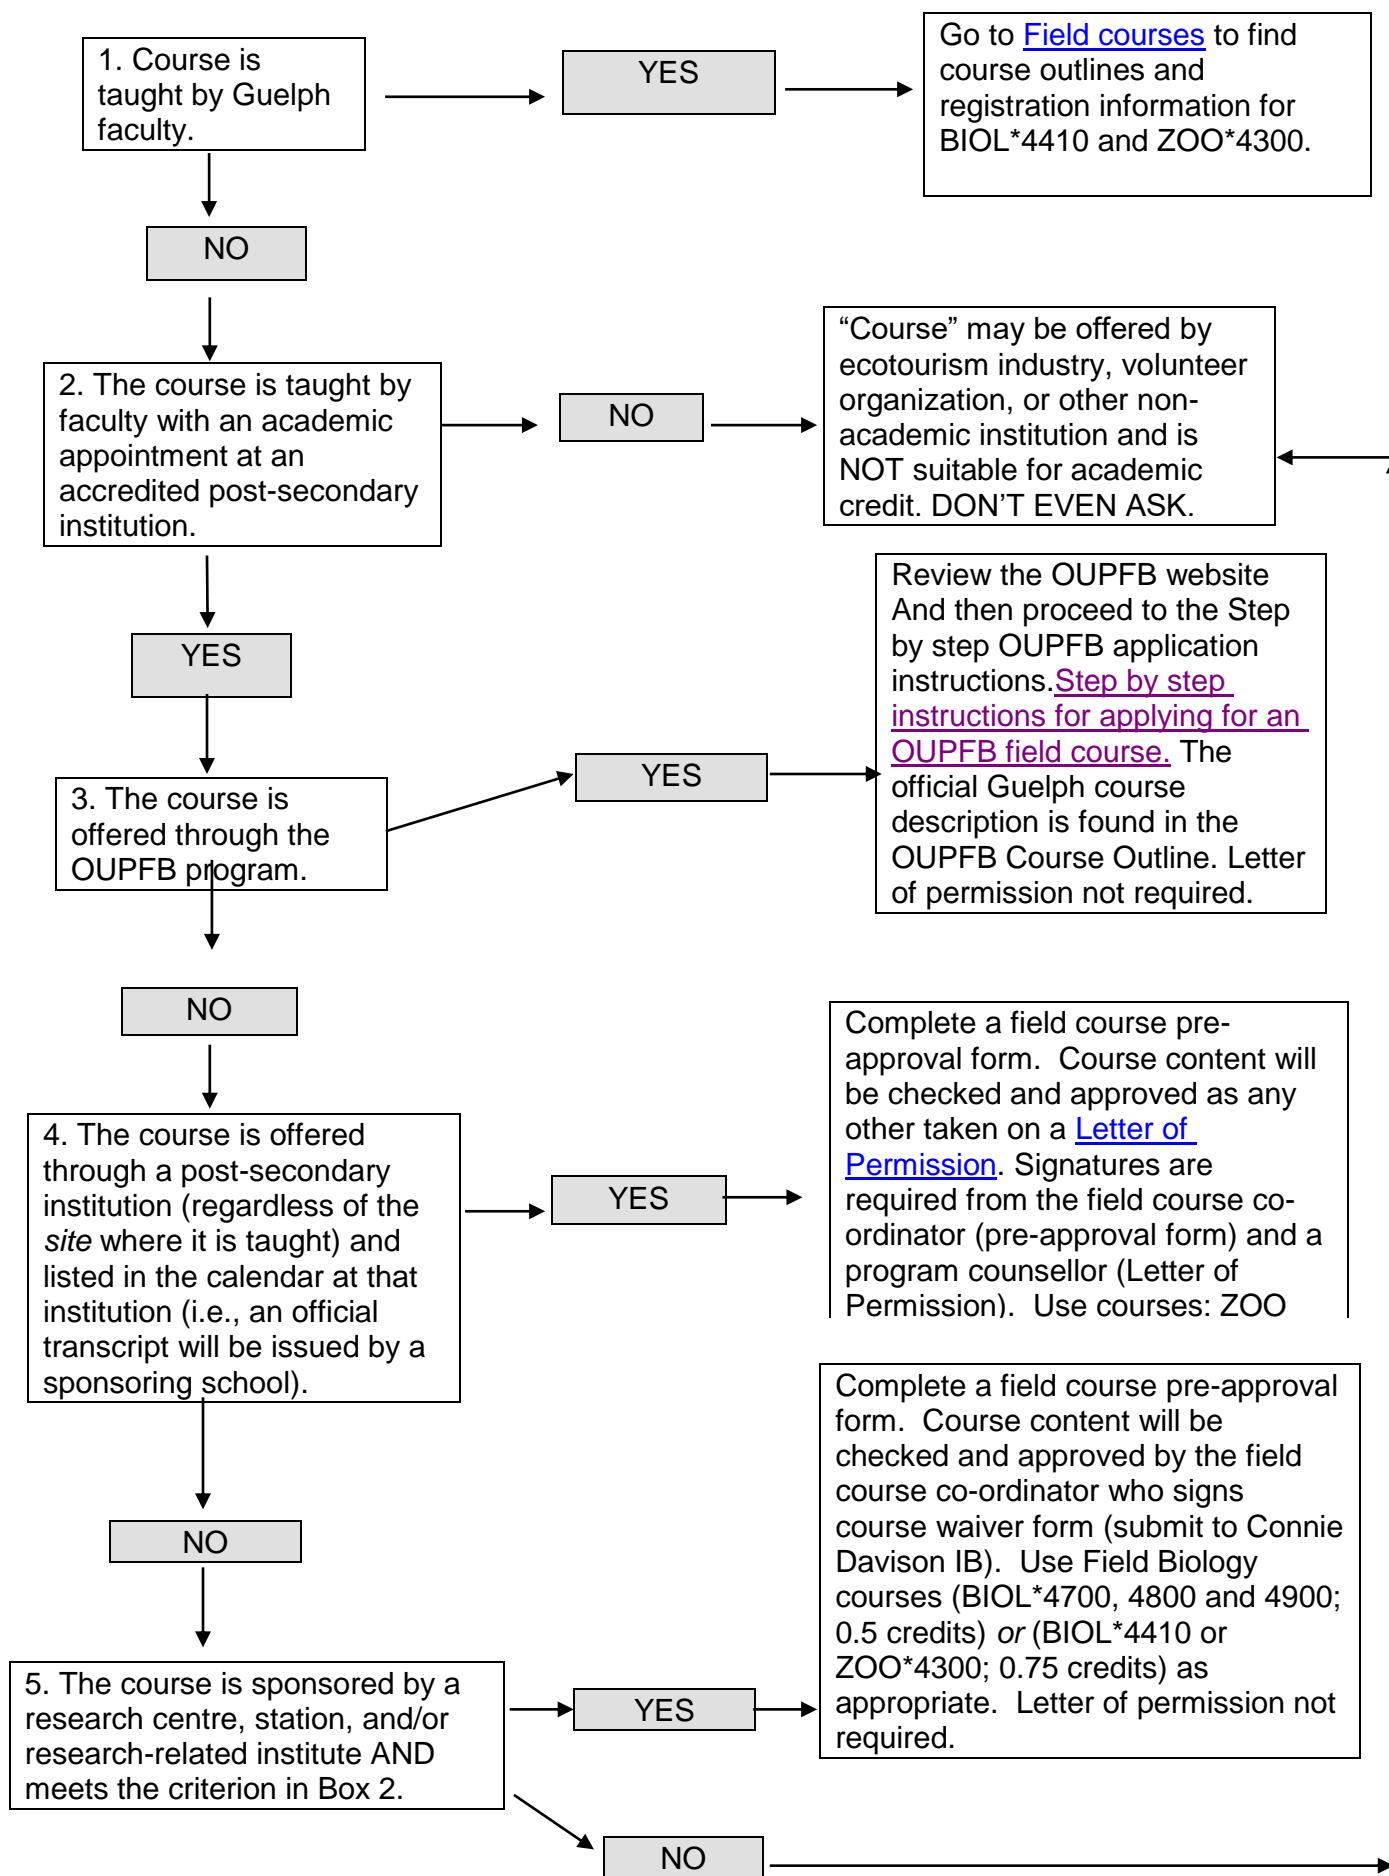 1. Course is
taught by Guelph
faculty.
YES
Go to Field courses to find
course outlines and
registration information for
BIOL*4410 and ZOO*4300.
NO
2. The course is taught by
faculty with an academic
appointment at an
accredited post-secondary
institution.
NO
“Course” may be offered by
ecotourism industry, volunteer
organization, or other non-
academic institution and is
NOT suitable for academic
credit. DON’T EVEN ASK.
YES
3. The course is
offered through the
OUPFB program.
YES
Review the OUPFB website
And then proceed to the Step
by step OUPFB application
instructions.Step by step
instructions for applying for an
OUPFB field course. The
official Guelph course
description is found in the
OUPFB Course Outline. Letter
of permission not required.
NO
4. The course is offered
through a post-secondary
institution (regardless of the
site where it is taught) and
listed in the calendar at that
institution (i.e., an official
transcript will be issued by a
sponsoring school).
YES
Complete a field course pre-
approval form.  Course content will
be checked and approved as any
other taken on a Letter of
Permission. Signatures are
required from the field course co-
ordinator (pre-approval form) and a
program counsellor (Letter of
Permission).  Use courses: ZOO
NO
5. The course is sponsored by a
research centre, station, and/or
research-related institute AND
meets the criterion in Box 2.
YES
Complete a field course pre-approval
form.  Course content will be
checked and approved by the field
course co-ordinator who signs
course waiver form (submit to Connie
Davison IB).  Use Field Biology
courses (BIOL*4700, 4800 and 4900;
0.5 credits) or (BIOL*4410 or
ZOO*4300; 0.75 credits) as
appropriate.  Letter of permission not
required.
NO